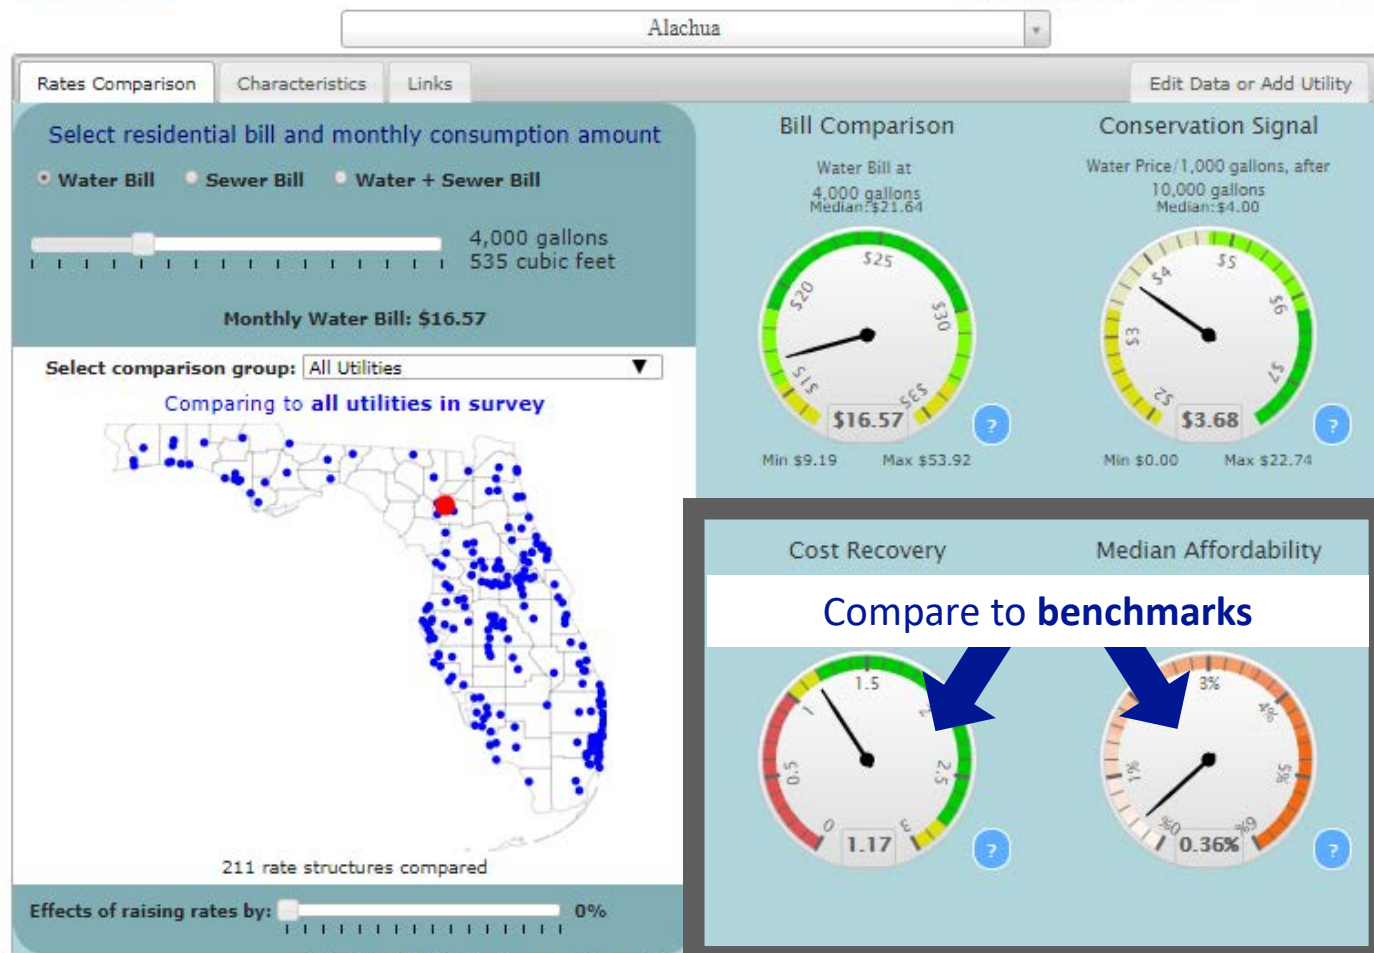 Alachua
Rates Comparison
Characteristics
Links
Edit Data or Add Utility
Select residential bill and monthly consumption amount
Water Bill
Sewer Bill
Water + Sewer Bill
4,000 gallons
535 cubic feet
Monthly Water Bill: $16.57
Select comparison group: All Utilities
Comparing to all utilities in survey
211 rate structures compared
Effects of raising rates by:
0%
Bill Comparison
Water Bill at
4,000 gallons
Median:$21.64
$15
$20
$25
$30
$35
$16.57
?
Min $9.19
Max $53.92
Conservation Signal
Water Price/1,000 gallons, after
10,000 gallons
Median:$4.00
$2
$3
$4
$5
$6
$7
$3.68
?
Min $0.00
Max $22.74
Cost Recovery
Median Affordability
Compare to benchmarks
0
0.5
1
1.5
2.5
3
1.17
?
0%
1%
3%
4%
5%
6%
0.36%
?